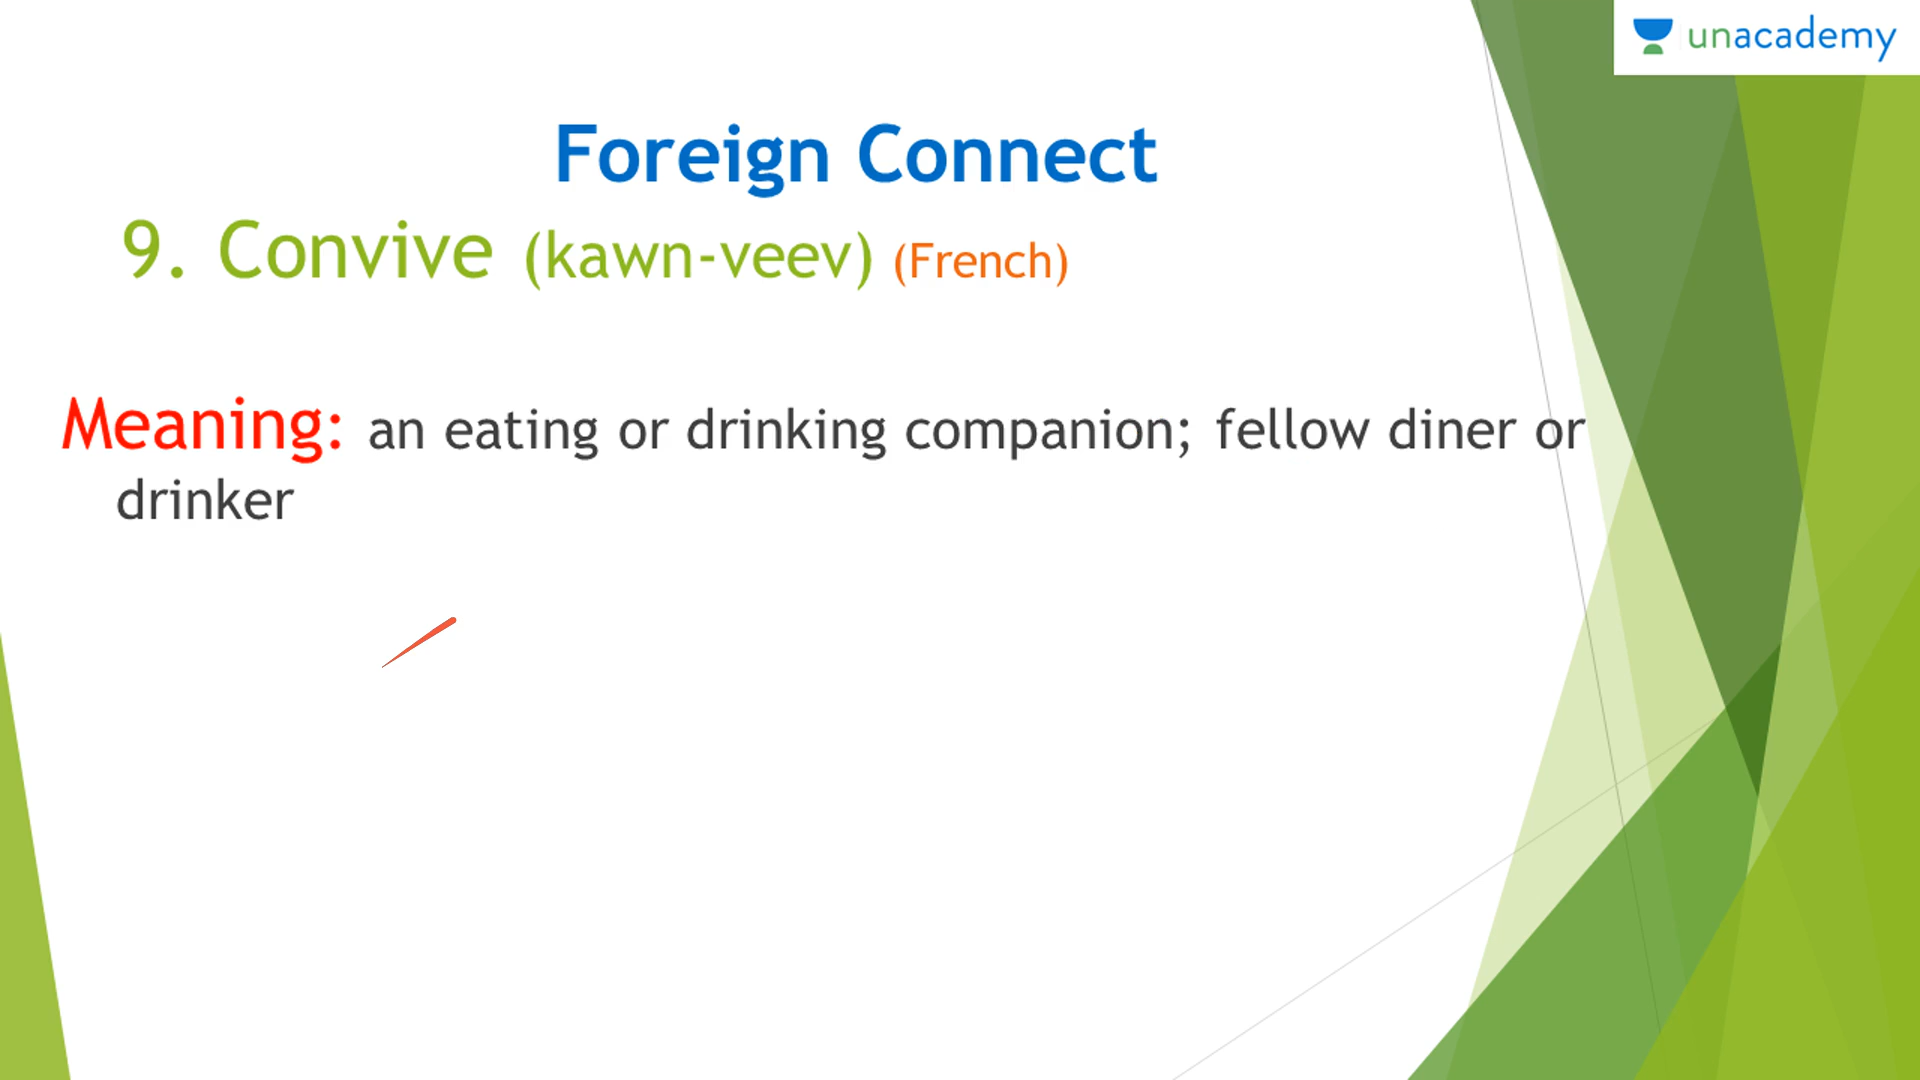 unacademy
Foreign Connect
9. Convive (kawn-veev) (French)
Meaning: an eating or drinking companion; fellow diner or
drinker